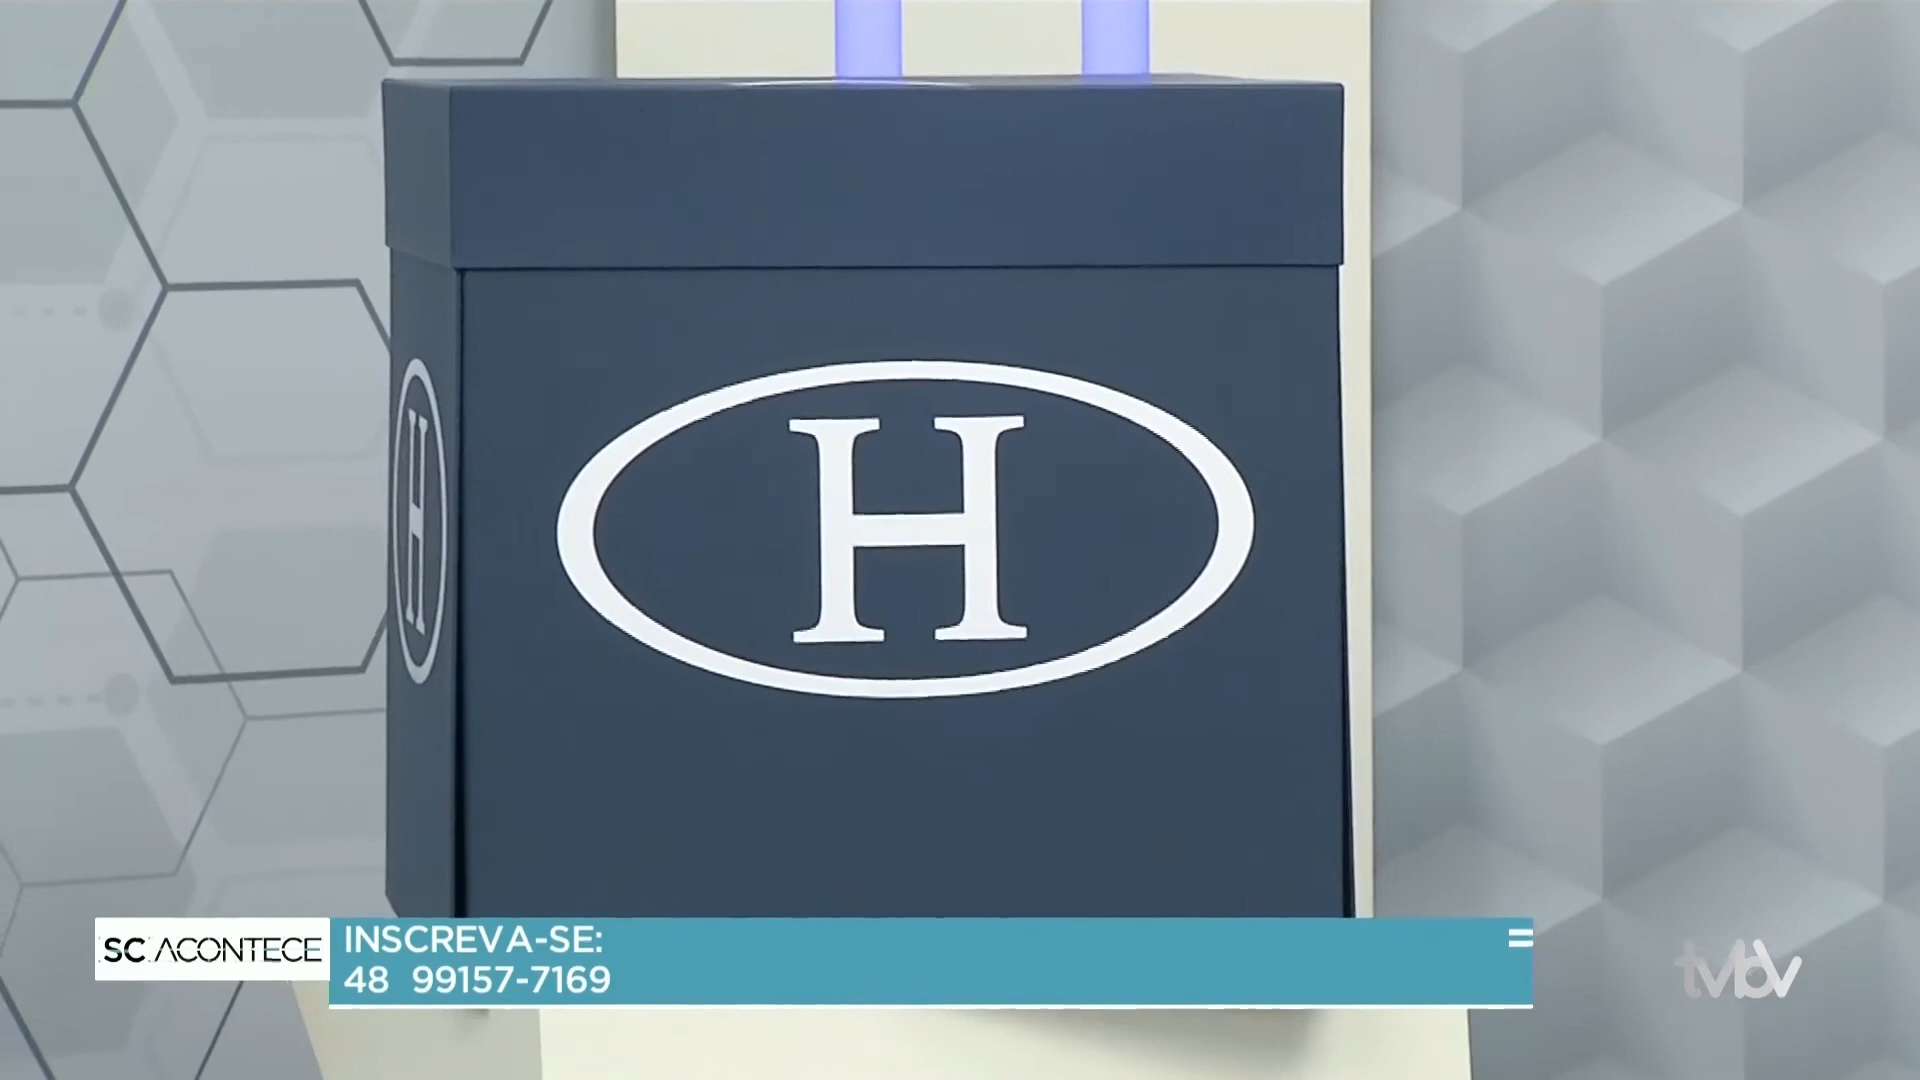 H
H
SC ACONTECE
INSCREVA-SE:
48 99157-7169
tvbv